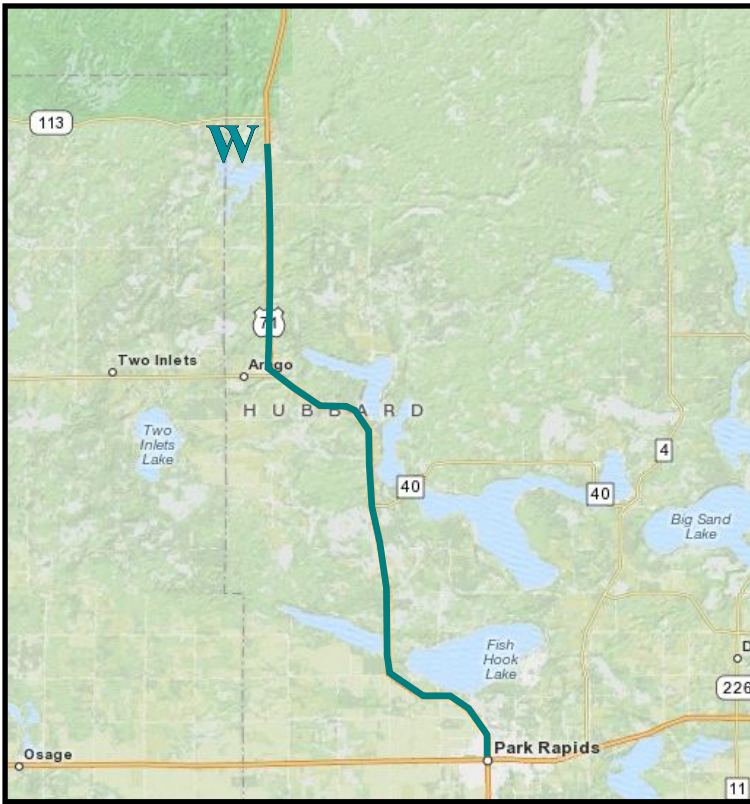 113
W
71
Two Inlets
Arago
HUBBARD
Two
Inlets
Lake
4
40
40
Big Sand
Lake
Fish
Hook
Lake
D
226
Park Rapids
Osage
11